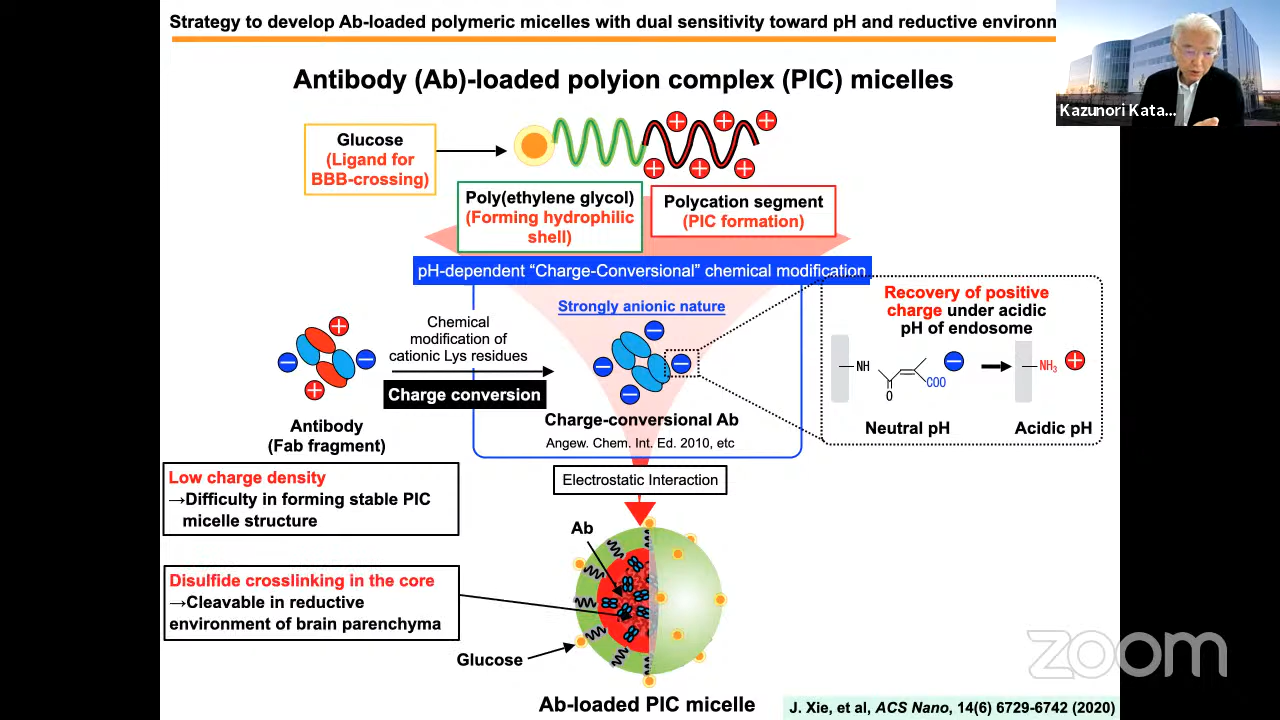 Strategy to develop Ab-loaded polymeric micelles with dual sensitivity toward pH and reductive environm
Kazunori Kata...
Antibody (Ab)-loaded polyion complex (PIC) micelles
Glucose
(Ligand for
BBB-crossing)
Poly(ethylene glycol)
(Forming hydrophilic
shell)
Polycation segment
(PIC formation)
pH-dependent “Charge-Conversional” chemical modification
Strongly anionic nature
Chemical
modification of
cationic Lys residues
Charge conversion
Antibody
(Fab fragment)
Charge-conversional Ab
Angew. Chem. Int. Ed. 2010, etc
Recovery of positive
charge under acidic
pH of endosome
NH
O
COO
NH3
Neutral pH
Acidic pH
Low charge density
→Difficulty in forming stable PIC
micelle structure
Electrostatic Interaction
Ab
Disulfide crosslinking in the core
→Cleavable in reductive
environment of brain parenchyma
Glucose
Ab-loaded PIC micelle
zoom
J. Xie, et al, ACS Nano, 14(6) 6729-6742 (2020)